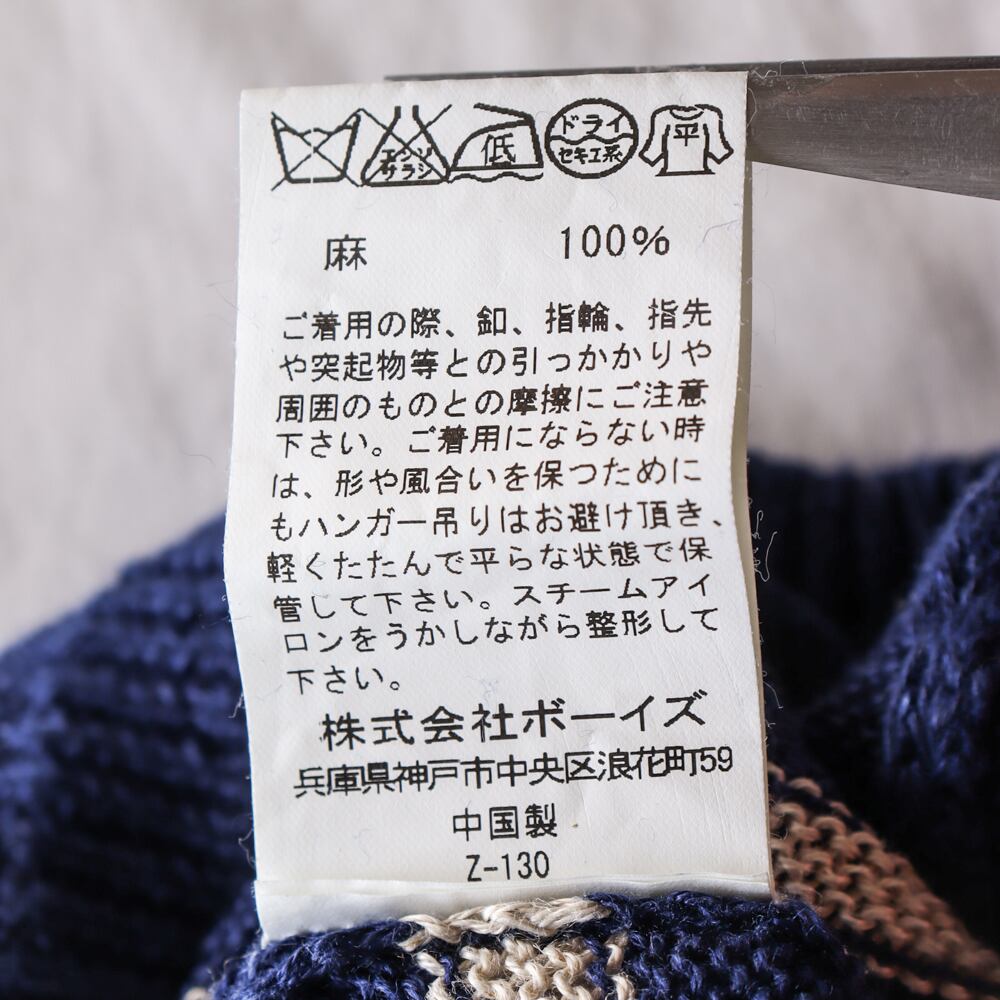 エンソ
サラシ
低
ドライ
セキユ系
平
麻 100%
ご着用の際、釦、指輪、指先
や突起物等との引っかかりや
周囲のものとの摩擦にご注意
下さい。ご着用にならない時
は、形や風合いを保つために
もハンガー吊りはお避け頂き、
軽くたたんで平らな状態で保
管して下さい。スチームアイ
ロンをうかしながら整形して
下さい。
株式会社ボーイズ
兵庫県神戸市中央区浪花町59
中国製
Z-130